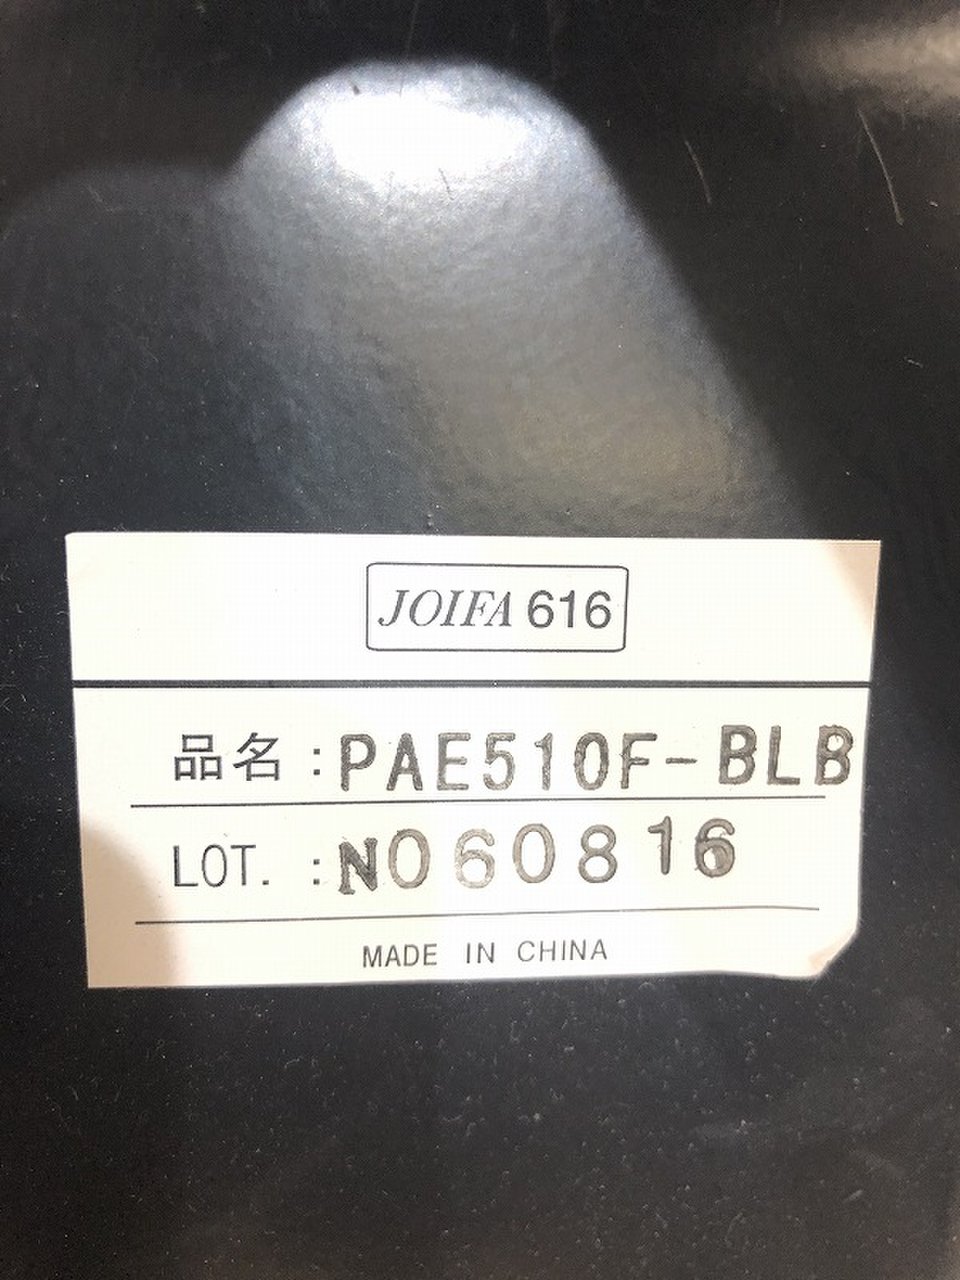 JOIFA 616
品名 : PAE510F-BLB
LOT. : N060816
MADE IN CHINA